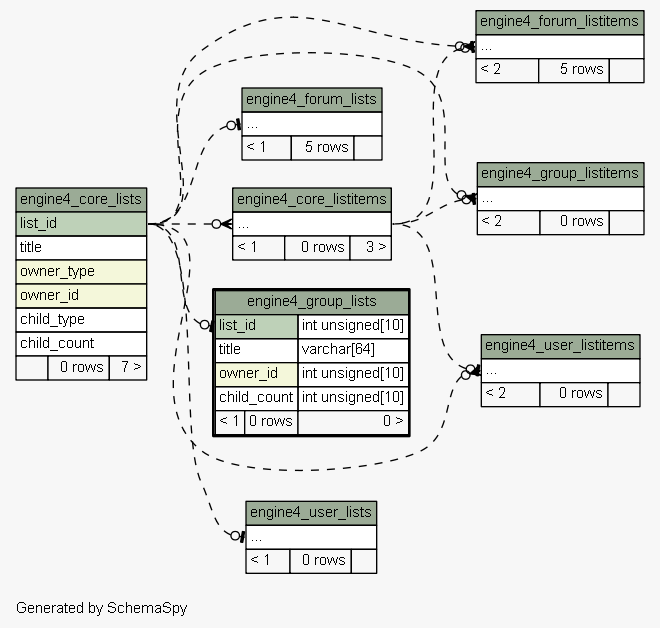 engine4_forum_listitems
...
< 2 5 rows
engine4_forum_lists
...
< 1 5 rows
engine4_group_listitems
...
< 2 0 rows
engine4_core_lists
list_id
title
owner_type
owner_id
child_type
child_count
0 rows 7 >
engine4_core_listitems
...
< 1 0 rows 3 >
engine4_group_lists
list_id int unsigned[10]
title varchar[64]
owner_id int unsigned[10]
child_count int unsigned[10]
< 1 0 rows 0 >
engine4_user_listitems
...
< 2 0 rows
engine4_user_lists
...
< 1 0 rows
Generated by SchemaSpy